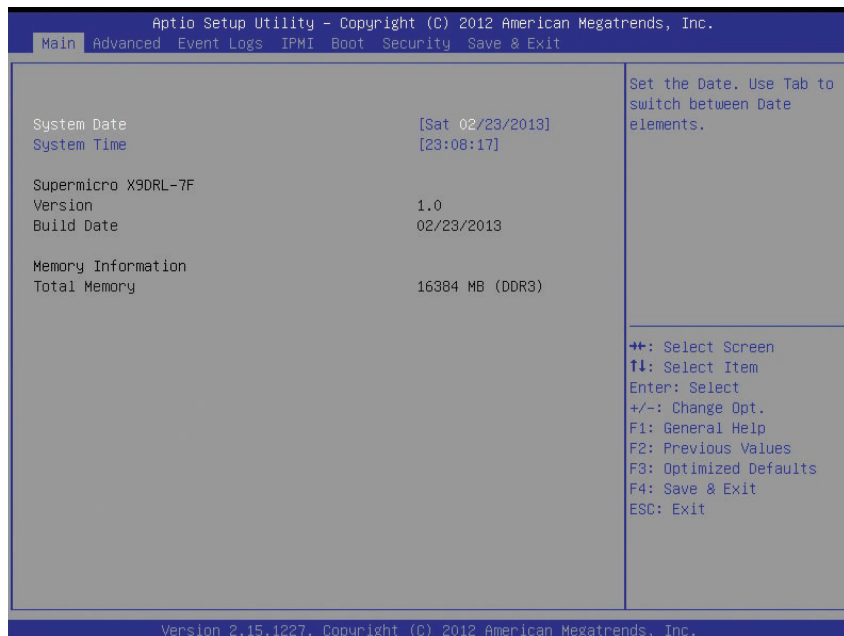 Aptio Setup Utility – Copyright (C) 2012 American Megatrends, Inc.
Main Advanced Event Logs IPMI Boot Security Save & Exit
System Date [Sat 02/23/2013]
System Time [23:08:17]
Supermicro X9DRL-7F
Version 1.0
Build Date 02/23/2013
Memory Information
Total Memory 16384 MB (DDR3)
Set the Date. Use Tab to
switch between Date
elements.
→←: Select Screen
↑↓: Select Item
Enter: Select
+/-: Change Opt.
F1: General Help
F2: Previous Values
F3: Optimized Defaults
F4: Save & Exit
ESC: Exit
Version 2.15.1227. Copyright (C) 2012 American Megatrends, Inc.